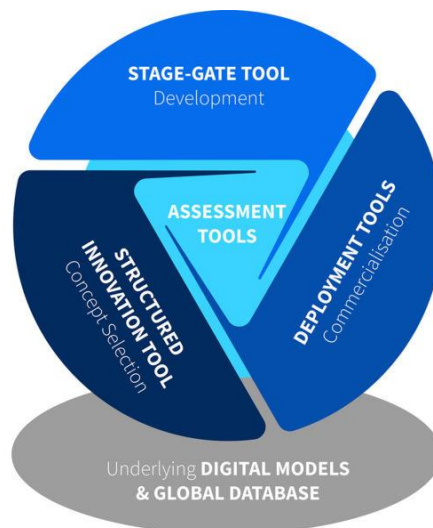 STAGE-GATE TOOL
Development
ASSESSMENT
TOOLS
DEPLOYMENT TOOLS
Commercialisation
STRUCTURED
INNOVATION TOOL
Concept Selection
Underlying DIGITAL MODELS
& GLOBAL DATABASE